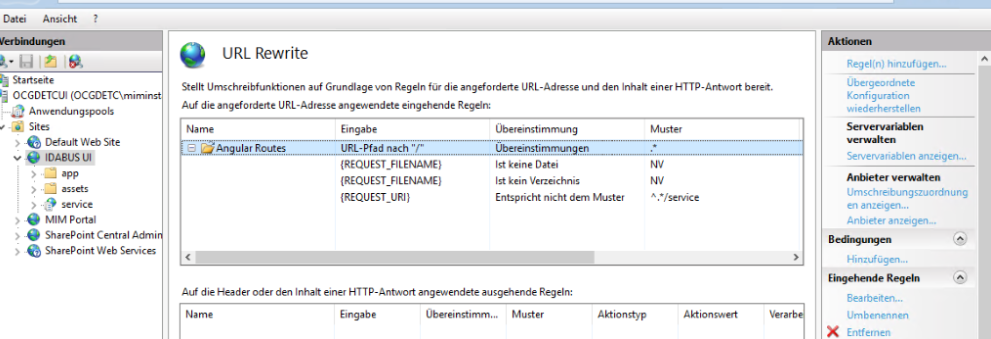 Datei Ansicht ?
Verbindungen
Startseite
OCGDETCUI (OCGDETC\miminst
Anwendungspools
Sites
Default Web Site
IDABUS UI
app
assets
service
MIM Portal
SharePoint Central Admin
SharePoint Web Services
URL Rewrite
Stellt Umschreibfunktionen auf Grundlage von Regeln für die angeforderte URL-Adresse und den Inhalt einer HTTP-Antwort bereit.
Auf die angeforderte URL-Adresse angewendete eingehende Regeln:
Name Eingabe Übereinstimmung Muster
Angular Routes URL-Pfad nach "/" Übereinstimmungen .*
{REQUEST_FILENAME} Ist keine Datei NV
{REQUEST_FILENAME} Ist kein Verzeichnis NV
{REQUEST_URI} Entspricht nicht dem Muster ^.*/service
Auf die Header oder den Inhalt einer HTTP-Antwort angewendete ausgehende Regeln:
Name Eingabe Übereinstimm... Muster Aktionstyp Aktionswert Verarbe
Aktionen
Regel(n) hinzufügen...
Übergeordnete
Konfiguration
wiederherstellen
Servervariablen
verwalten
Servervariablen anzeigen...
Anbieter verwalten
Umschreibungszuordnung
en anzeigen...
Anbieter anzeigen...
Bedingungen
Hinzufügen...
Eingehende Regeln
Bearbeiten...
Umbenennen
Entfernen